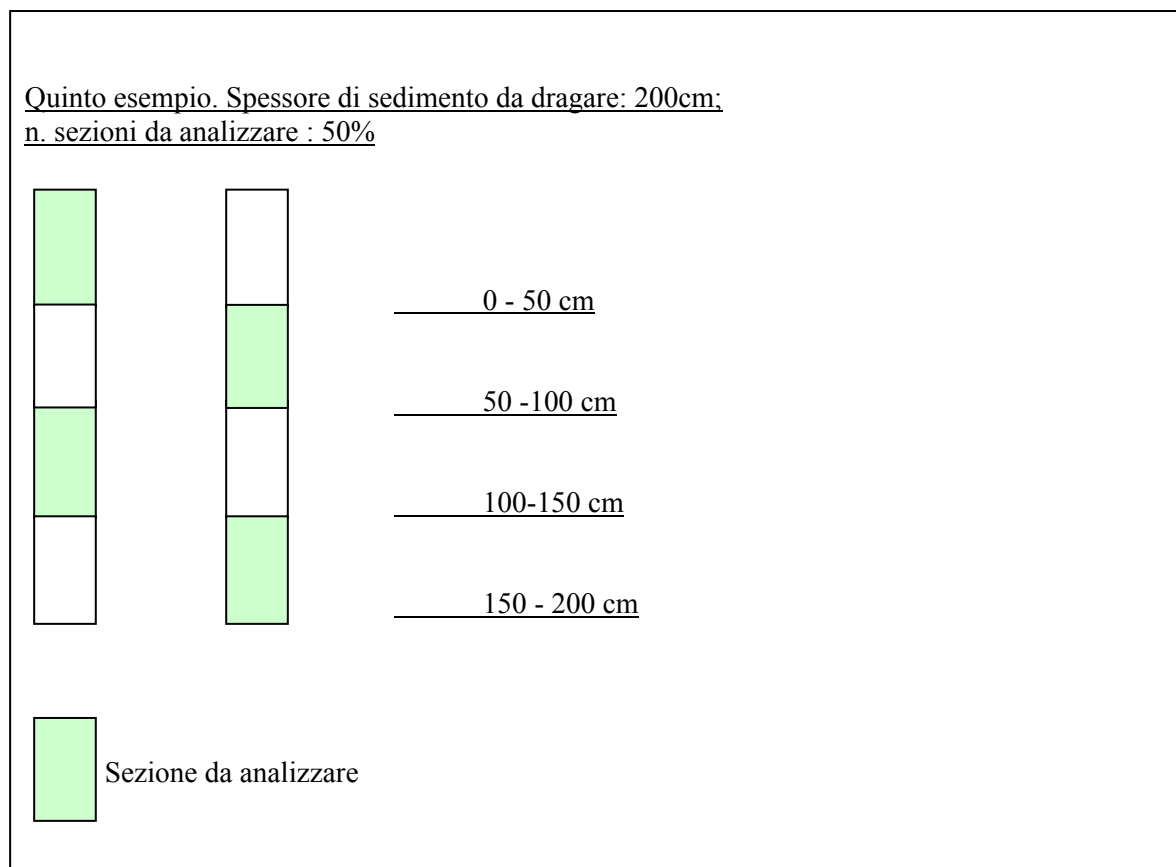 Quinto esempio. Spessore di sedimento da dragare: 200cm;
n. sezioni da analizzare : 50%
0 - 50 cm
50 -100 cm
100-150 cm
150 - 200 cm
Sezione da analizzare